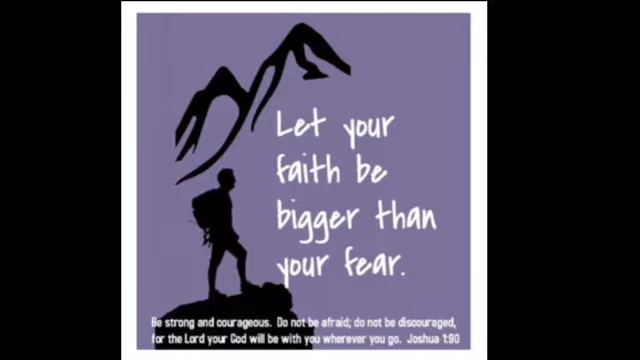 Let your
faith be
bigger than
your fear.
Be strong and courageous. Do not be afraid; do not be discouraged,
for the Lord your God will be with you wherever you go. Joshua 1:90